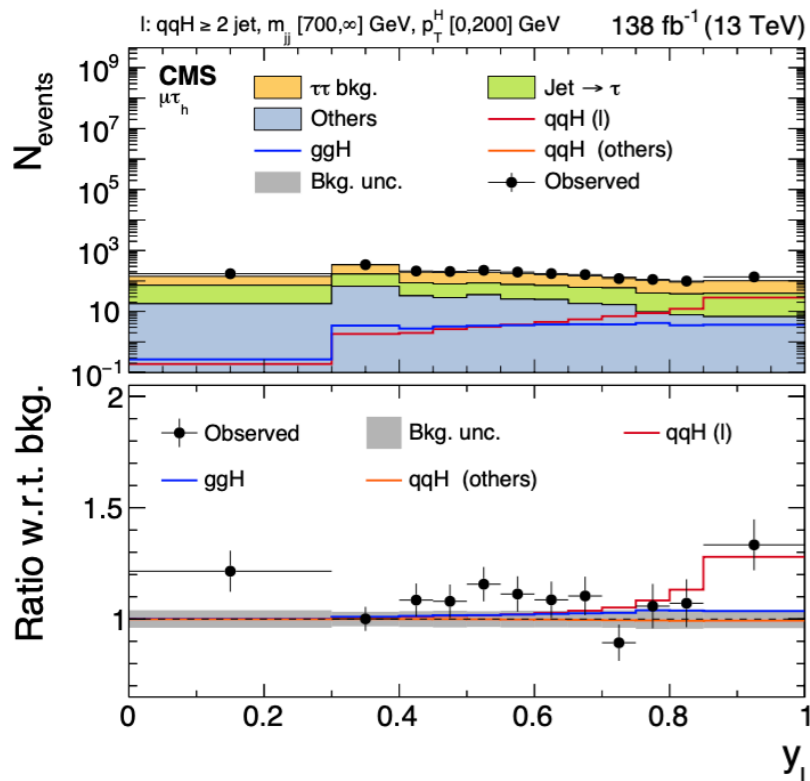 l: qqH ≥ 2 jet, m_jj [700,∞] GeV, p_T^H [0,200] GeV 138 fb⁻¹ (13 TeV)
CMS
μτ_h
ττ bkg. Jet → τ
Others qqH (l)
ggH qqH (others)
Bkg. unc. Observed
N_events
10⁹
10⁷
10⁵
10³
10
10⁻¹
Observed Bkg. unc. qqH (l)
ggH qqH (others)
Ratio w.r.t. bkg.
2
1.5
1
0 0.2 0.4 0.6 0.8 1
y_l